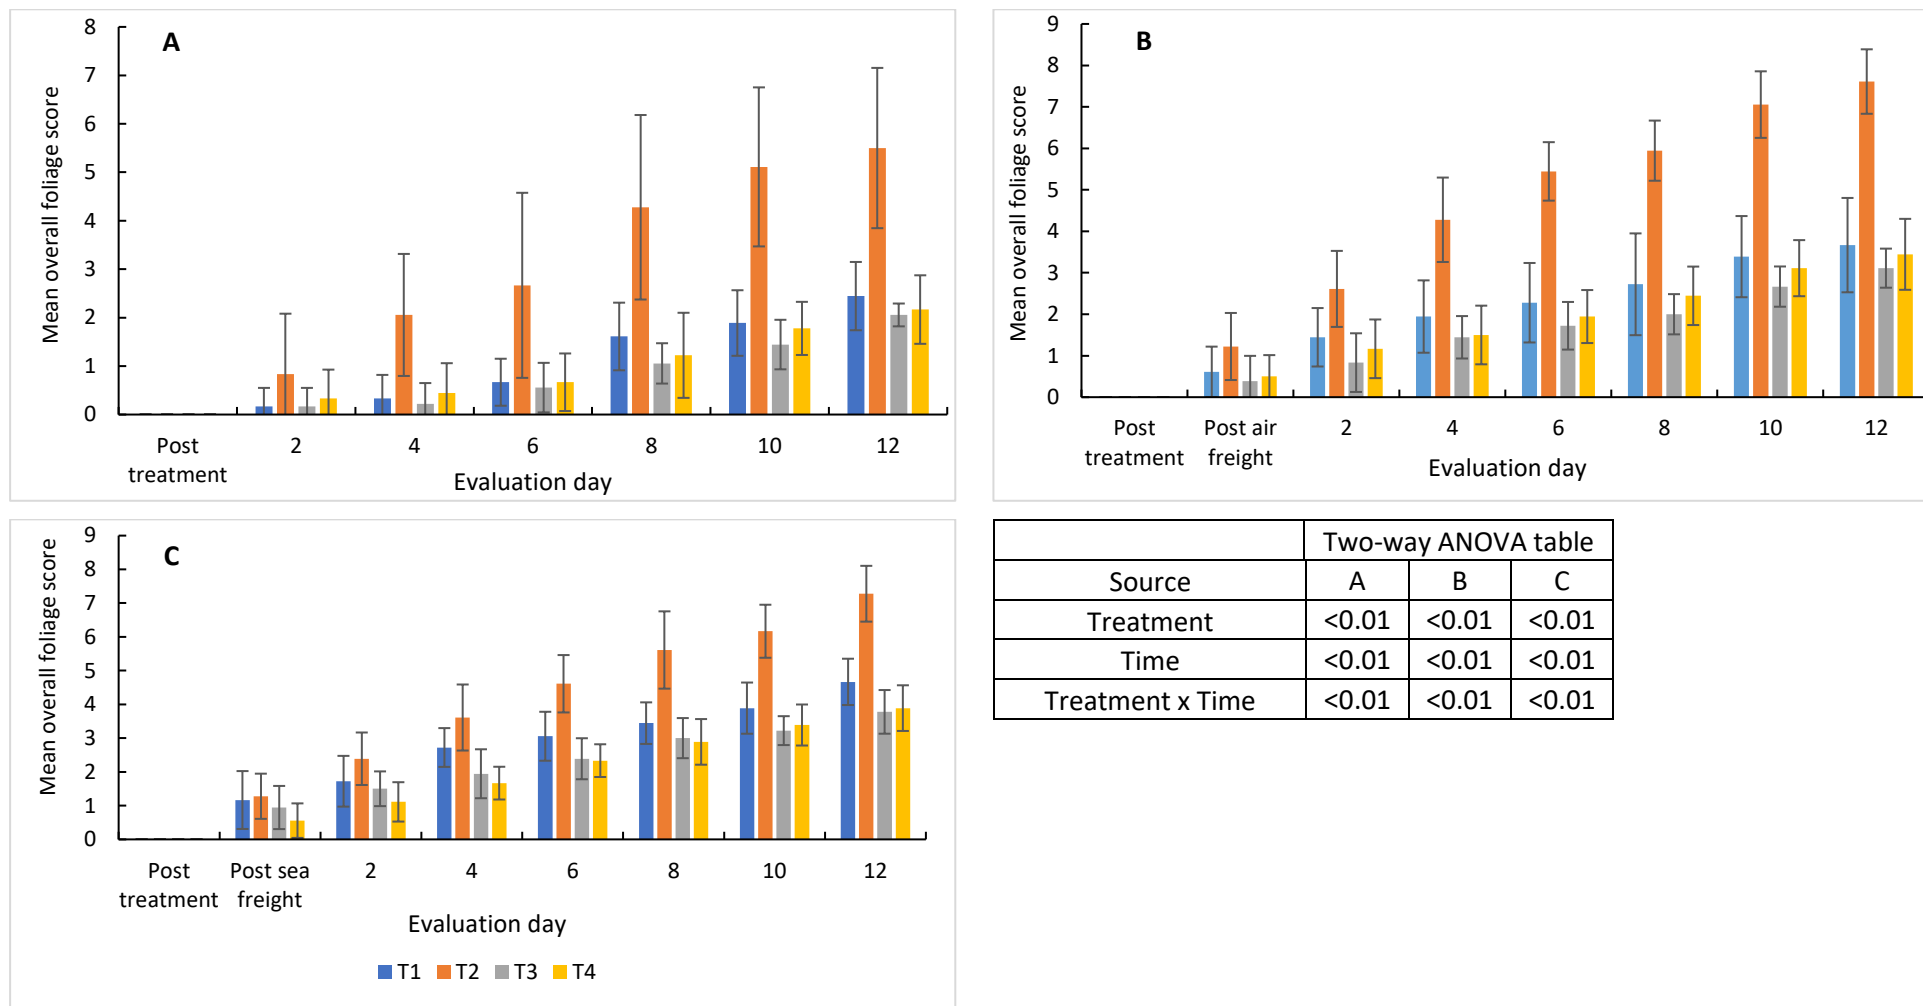 A
8
7
6
5
4
3
2
1
0
Mean overall foliage score
Post treatment
2
4
6
8
10
12
Evaluation day
B
9
8
7
6
5
4
3
2
1
0
Mean overall foliage score
Post treatment
Post air freight
2
4
6
8
10
12
Evaluation day
C
9
8
7
6
5
4
3
2
1
0
Mean overall foliage score
Post treatment
Post sea freight
2
4
6
8
10
12
Evaluation day
T1 T2 T3 T4
Two-way ANOVA table
Source A B C
Treatment <0.01 <0.01 <0.01
Time <0.01 <0.01 <0.01
Treatment x Time <0.01 <0.01 <0.01